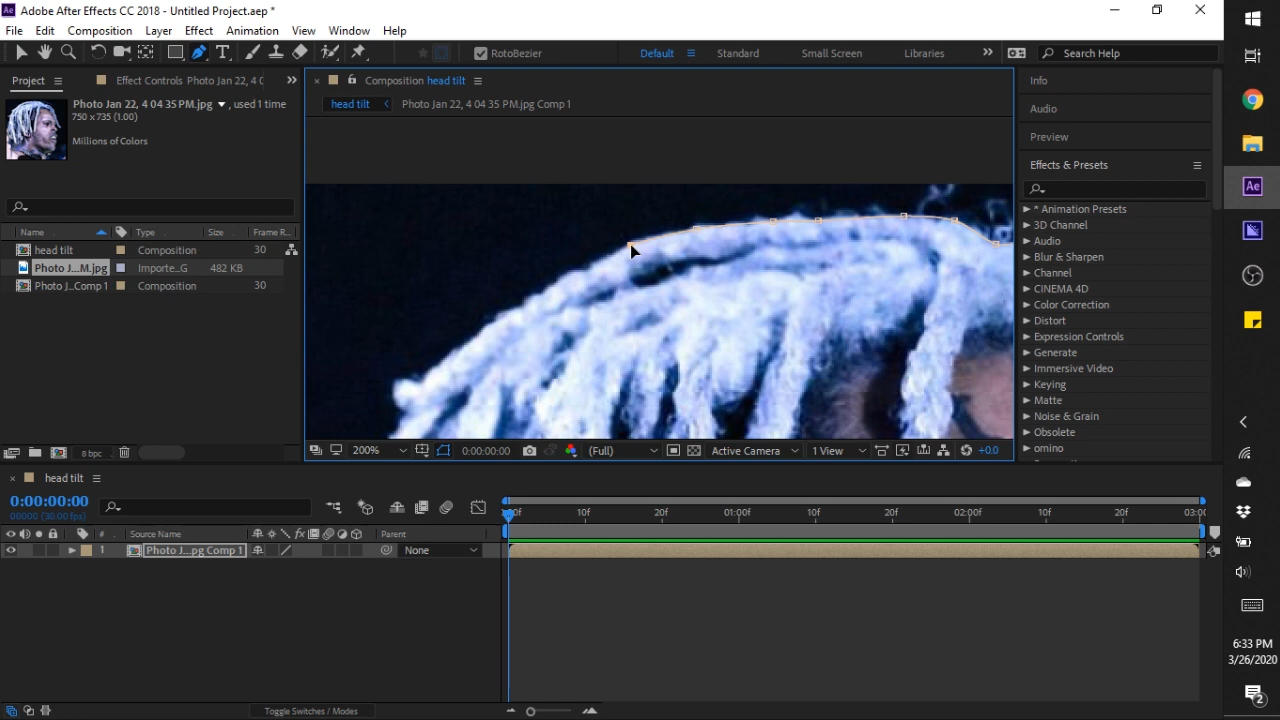 Adobe After Effects CC 2018 - Untitled Project.aep *
File Edit Composition Layer Effect Animation View Window Help
RotoBezier Default Standard Small Screen Libraries Search Help
Project Effect Controls Photo Jan 22, 4 0 Composition head tilt Info
head tilt Photo Jan 22, 4 04 35 PM.jpg Comp 1
Photo Jan 22, 4 04 35 PM.jpg , used 1 time
750 x 735 (1.00)
Millions of Colors
Audio
Preview
Effects & Presets
Name Type Size Frame R...
head tilt Composition 30
Photo J...M.jpg Importe...G 482 KB
Photo J...Comp 1 Composition 30
* Animation Presets
3D Channel
Audio
Blur & Sharpen
Channel
CINEMA 4D
Color Correction
Distort
Expression Controls
Generate
Immersive Video
Keying
Matte
Noise & Grain
Obsolete
omino
8 bpc 200% 0:00:00:00 (Full) Active Camera 1 View +0.0
head tilt
0:00:00:00
00000 (30.00 fps)
:00f 10f 20f 01:00f 10f 20f 02:00f 10f 20f 03:00
# Source Name Parent
1 Photo J...pg Comp 1 None
Toggle Switches / Modes
6:33 PM
3/26/2020
2